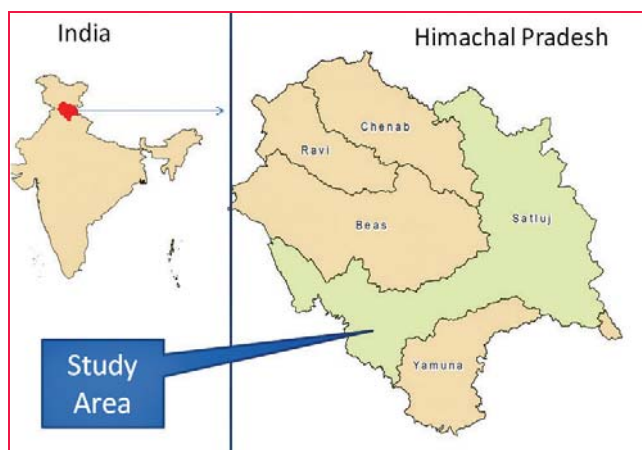 India
Himachal Pradesh
Chenab
Ravi
Beas
Satluj
Study
Area
Yamuna